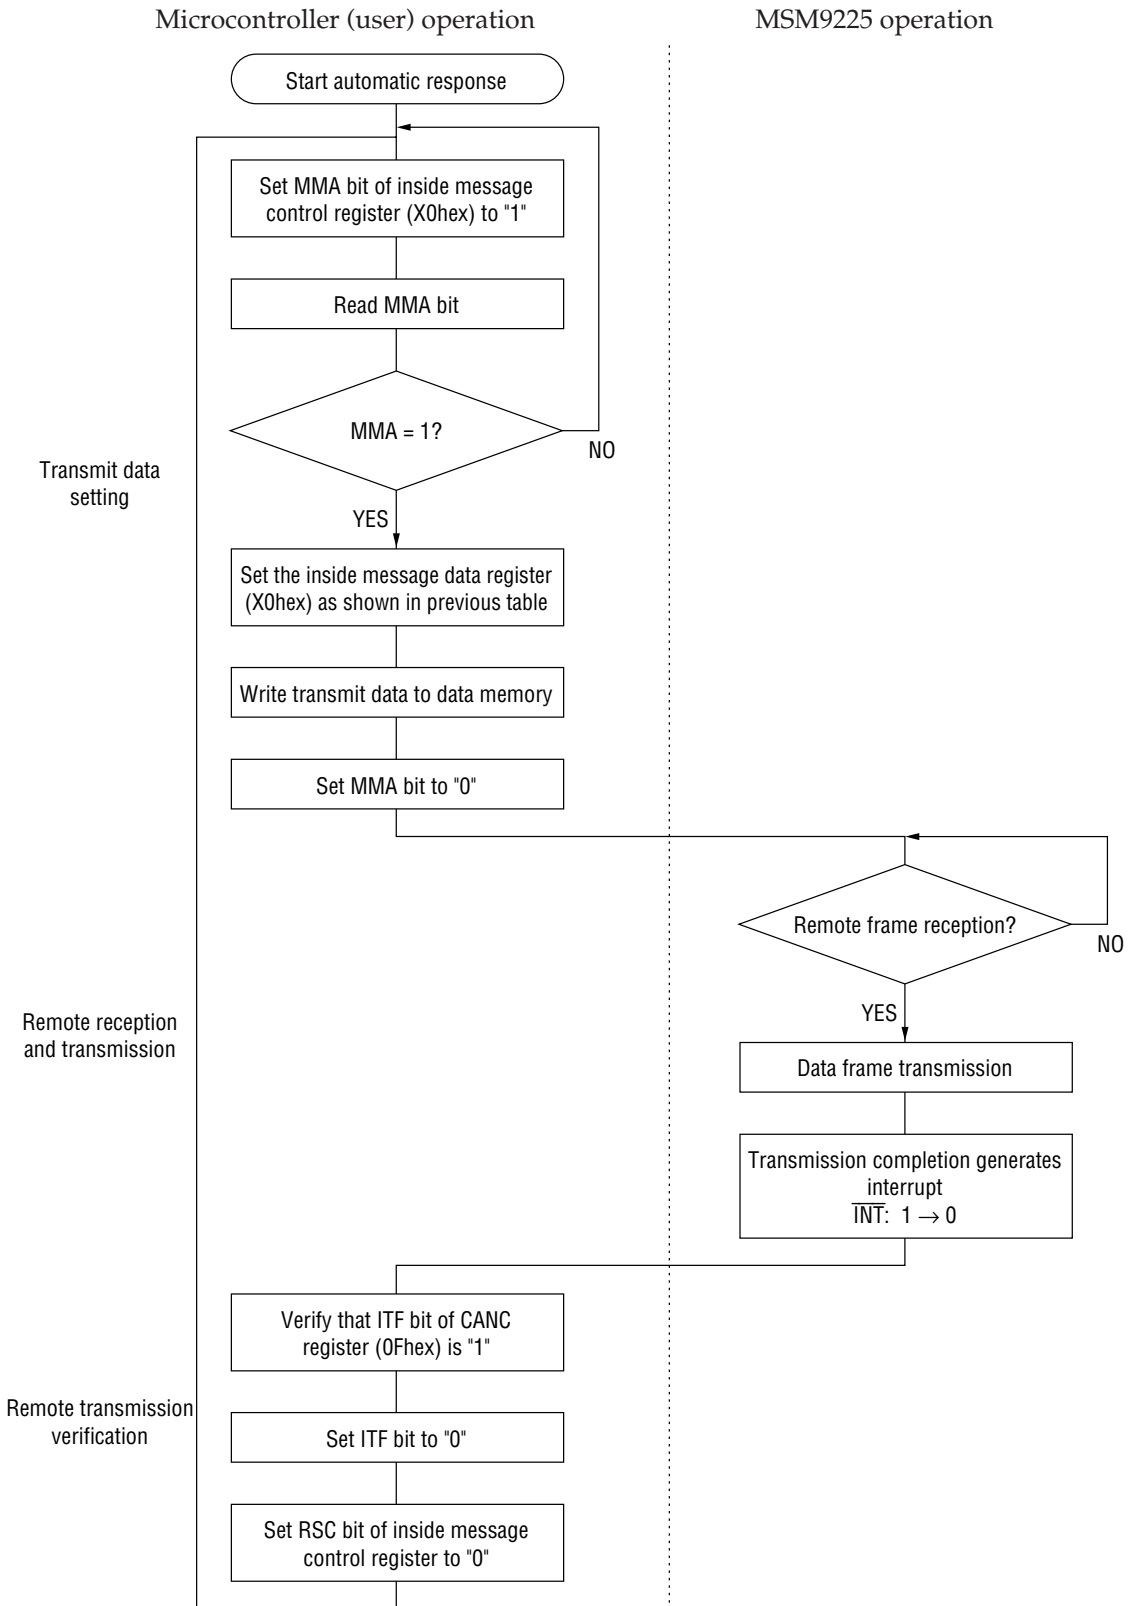 Microcontroller (user) operation
MSM9225 operation
Start automatic response
Set MMA bit of inside message
control register (X0hex) to "1"
Read MMA bit
MMA = 1?
NO
Transmit data
setting
YES
Set the inside message data register
(X0hex) as shown in previous table
Write transmit data to data memory
Set MMA bit to "0"
Remote frame reception?
NO
YES
Remote reception
and transmission
Data frame transmission
Transmission completion generates
interrupt
I̅N̅T̅: 1 → 0
Verify that ITF bit of CANC
register (0Fhex) is "1"
Remote transmission
verification
Set ITF bit to "0"
Set RSC bit of inside message
control register to "0"